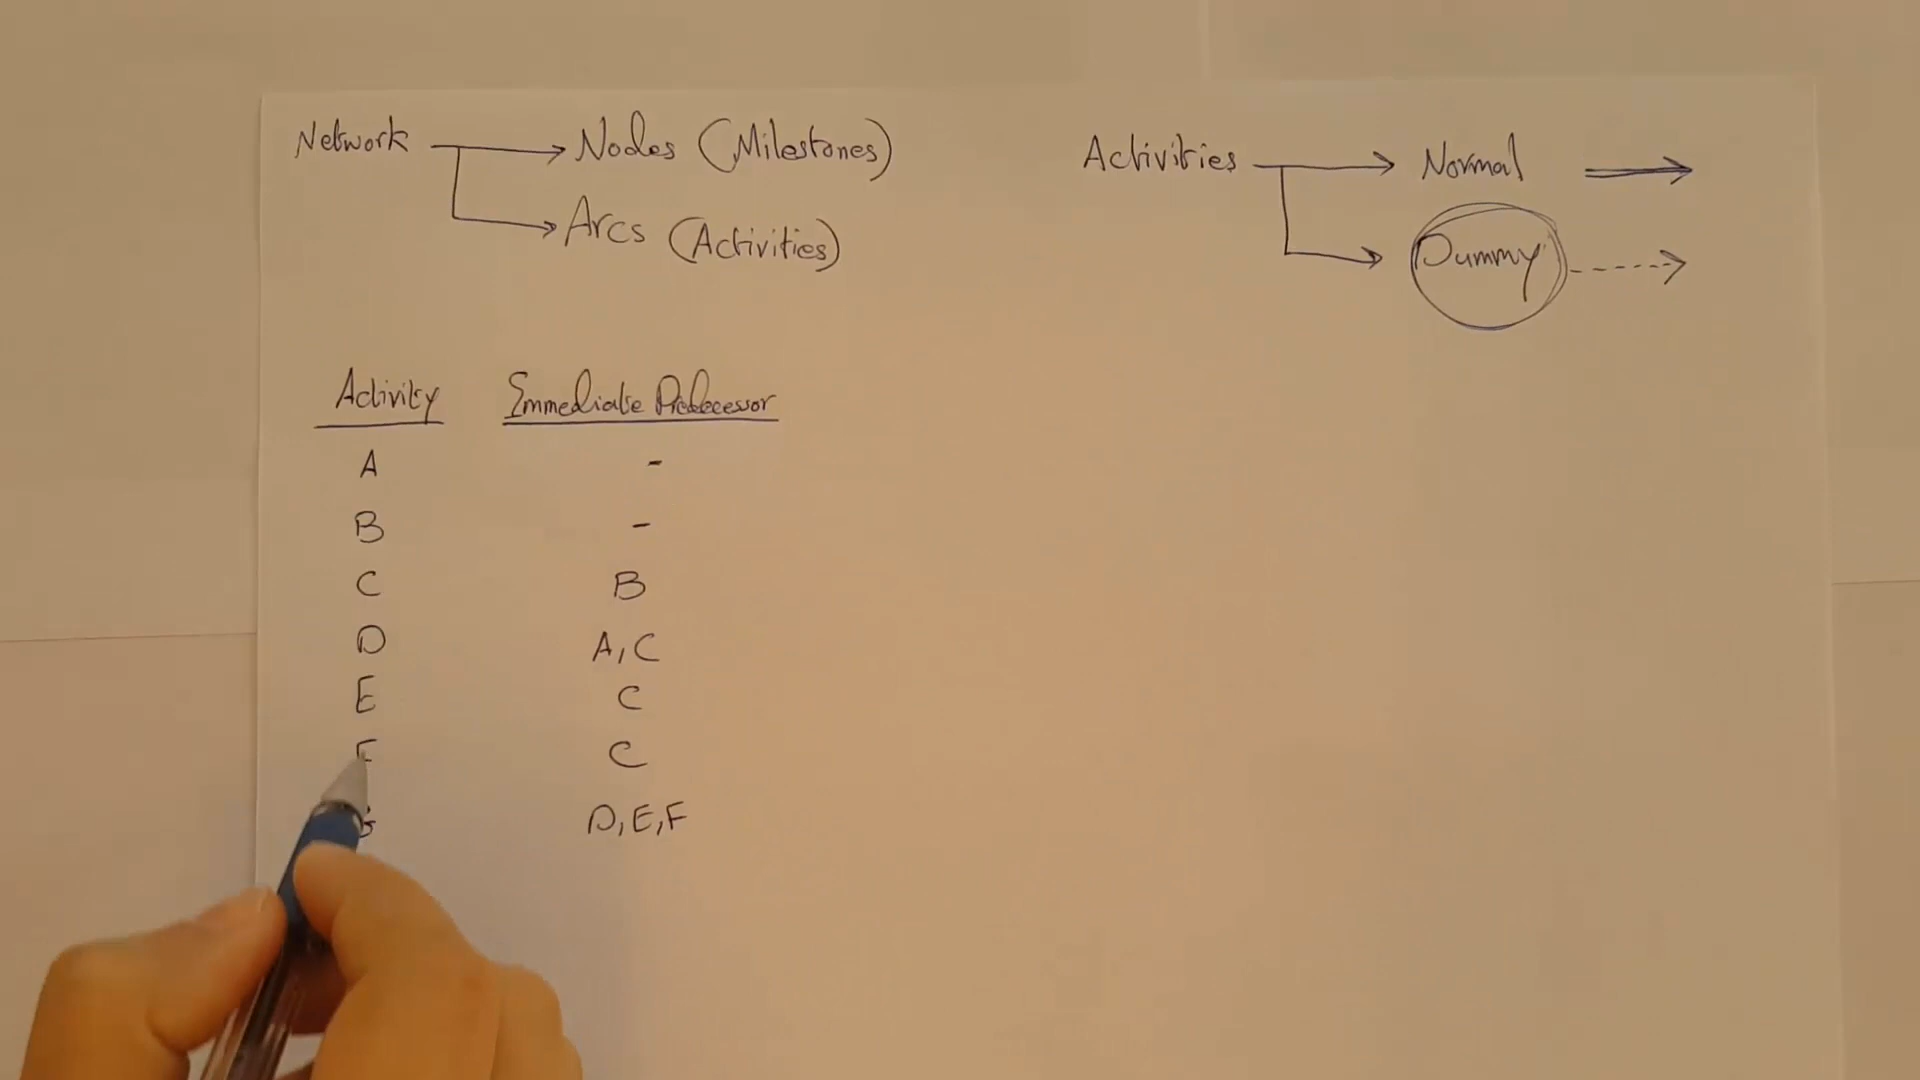 Network → Nodes (Milestones)
→ Arcs (Activities)
Activities → Normal
→ Dummy
Activity Immediate Predecessor
A -
B -
C B
D A,C
E C
F C
G D,E,F